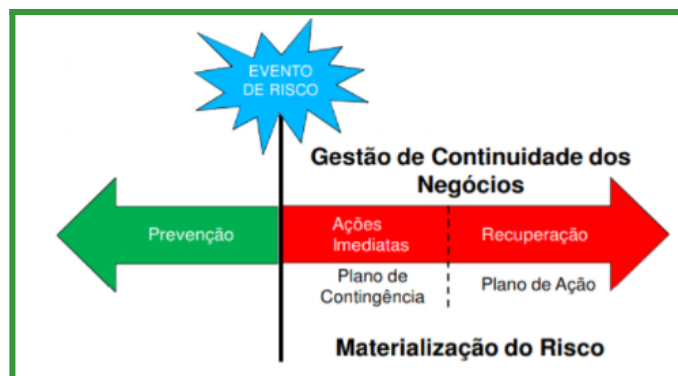 EVENTO
DE RISCO
Gestão de Continuidade dos
Negócios
Prevenção
Ações
Imediatas
Recuperação
Plano de
Contingência
Plano de Ação
Materialização do Risco